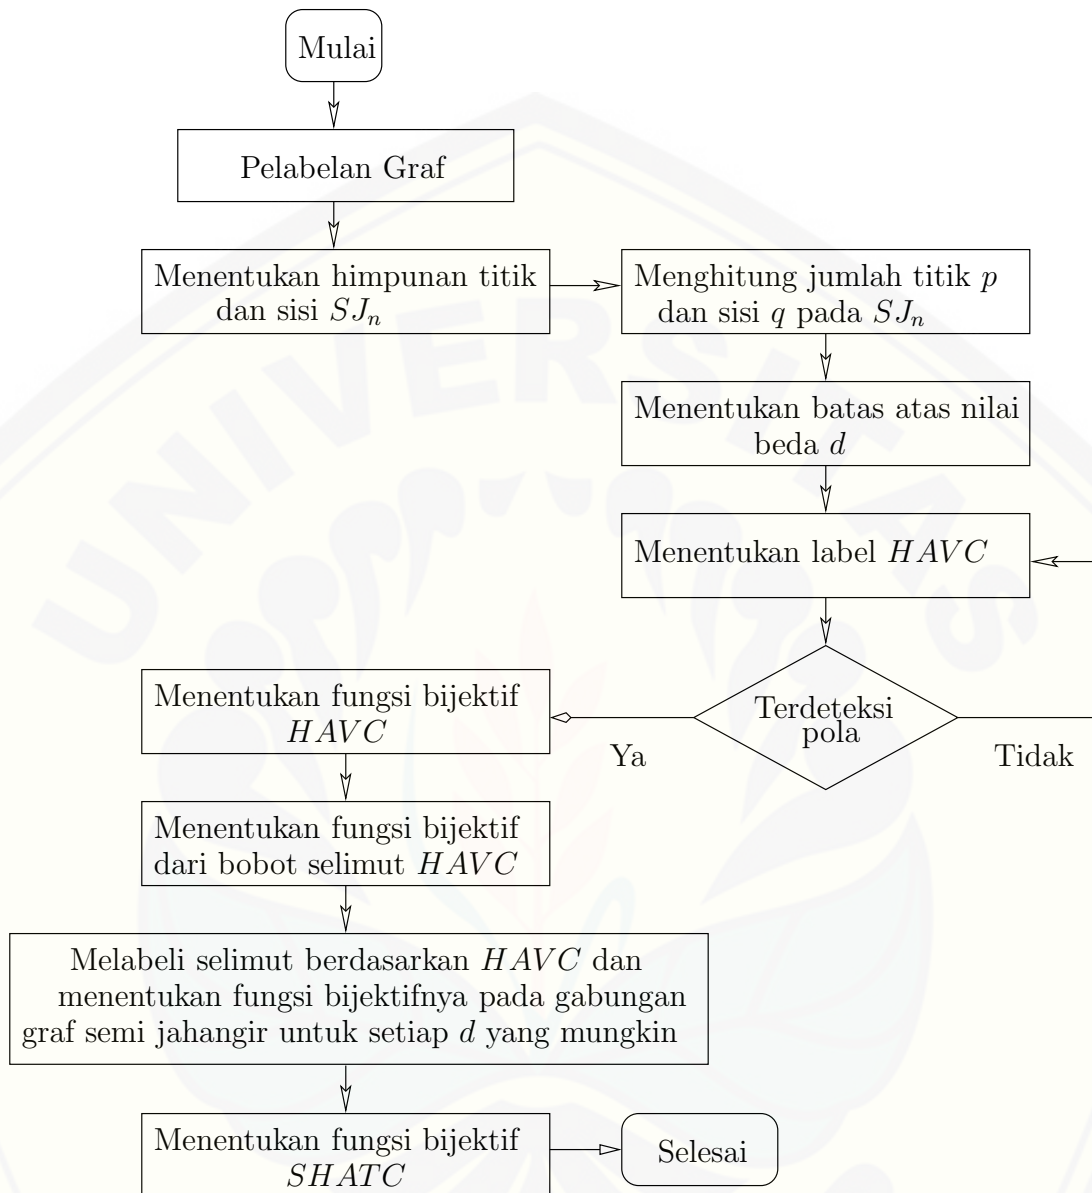 Mulai
Pelabelan Graf
Menentukan himpunan titik
dan sisi SJₙ
Menghitung jumlah titik p
dan sisi q pada SJₙ
Menentukan batas atas nilai
beda d
Menentukan label HAVC
Terdeteksi
pola
Ya
Tidak
Menentukan fungsi bijektif
HAVC
Menentukan fungsi bijektif
dari bobot selimut HAVC
Melabeli selimut berdasarkan HAVC dan
menentukan fungsi bijektifnya pada gabungan
graf semi jahangir untuk setiap d yang mungkin
Menentukan fungsi bijektif
SHATC
Selesai
UNIVERSITAS